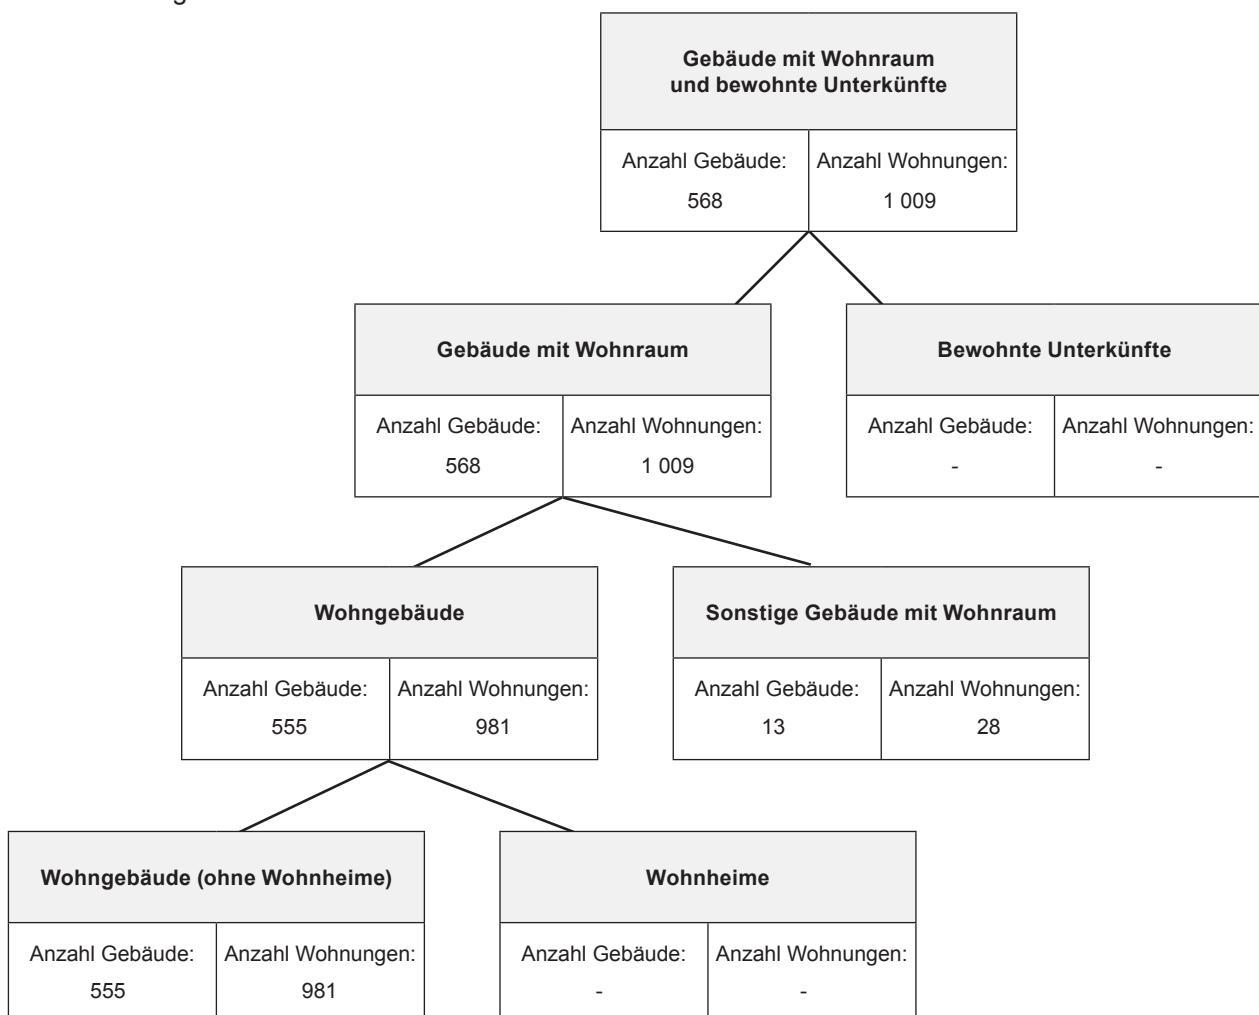 Gebäude mit Wohnraum
und bewohnte Unterkünfte
Anzahl Gebäude: Anzahl Wohnungen:
568 1 009
Gebäude mit Wohnraum
Anzahl Gebäude: Anzahl Wohnungen:
568 1 009
Bewohnte Unterkünfte
Anzahl Gebäude: Anzahl Wohnungen:
- -
Wohngebäude
Anzahl Gebäude: Anzahl Wohnungen:
555 981
Sonstige Gebäude mit Wohnraum
Anzahl Gebäude: Anzahl Wohnungen:
13 28
Wohngebäude (ohne Wohnheime)
Anzahl Gebäude: Anzahl Wohnungen:
555 981
Wohnheime
Anzahl Gebäude: Anzahl Wohnungen:
- -